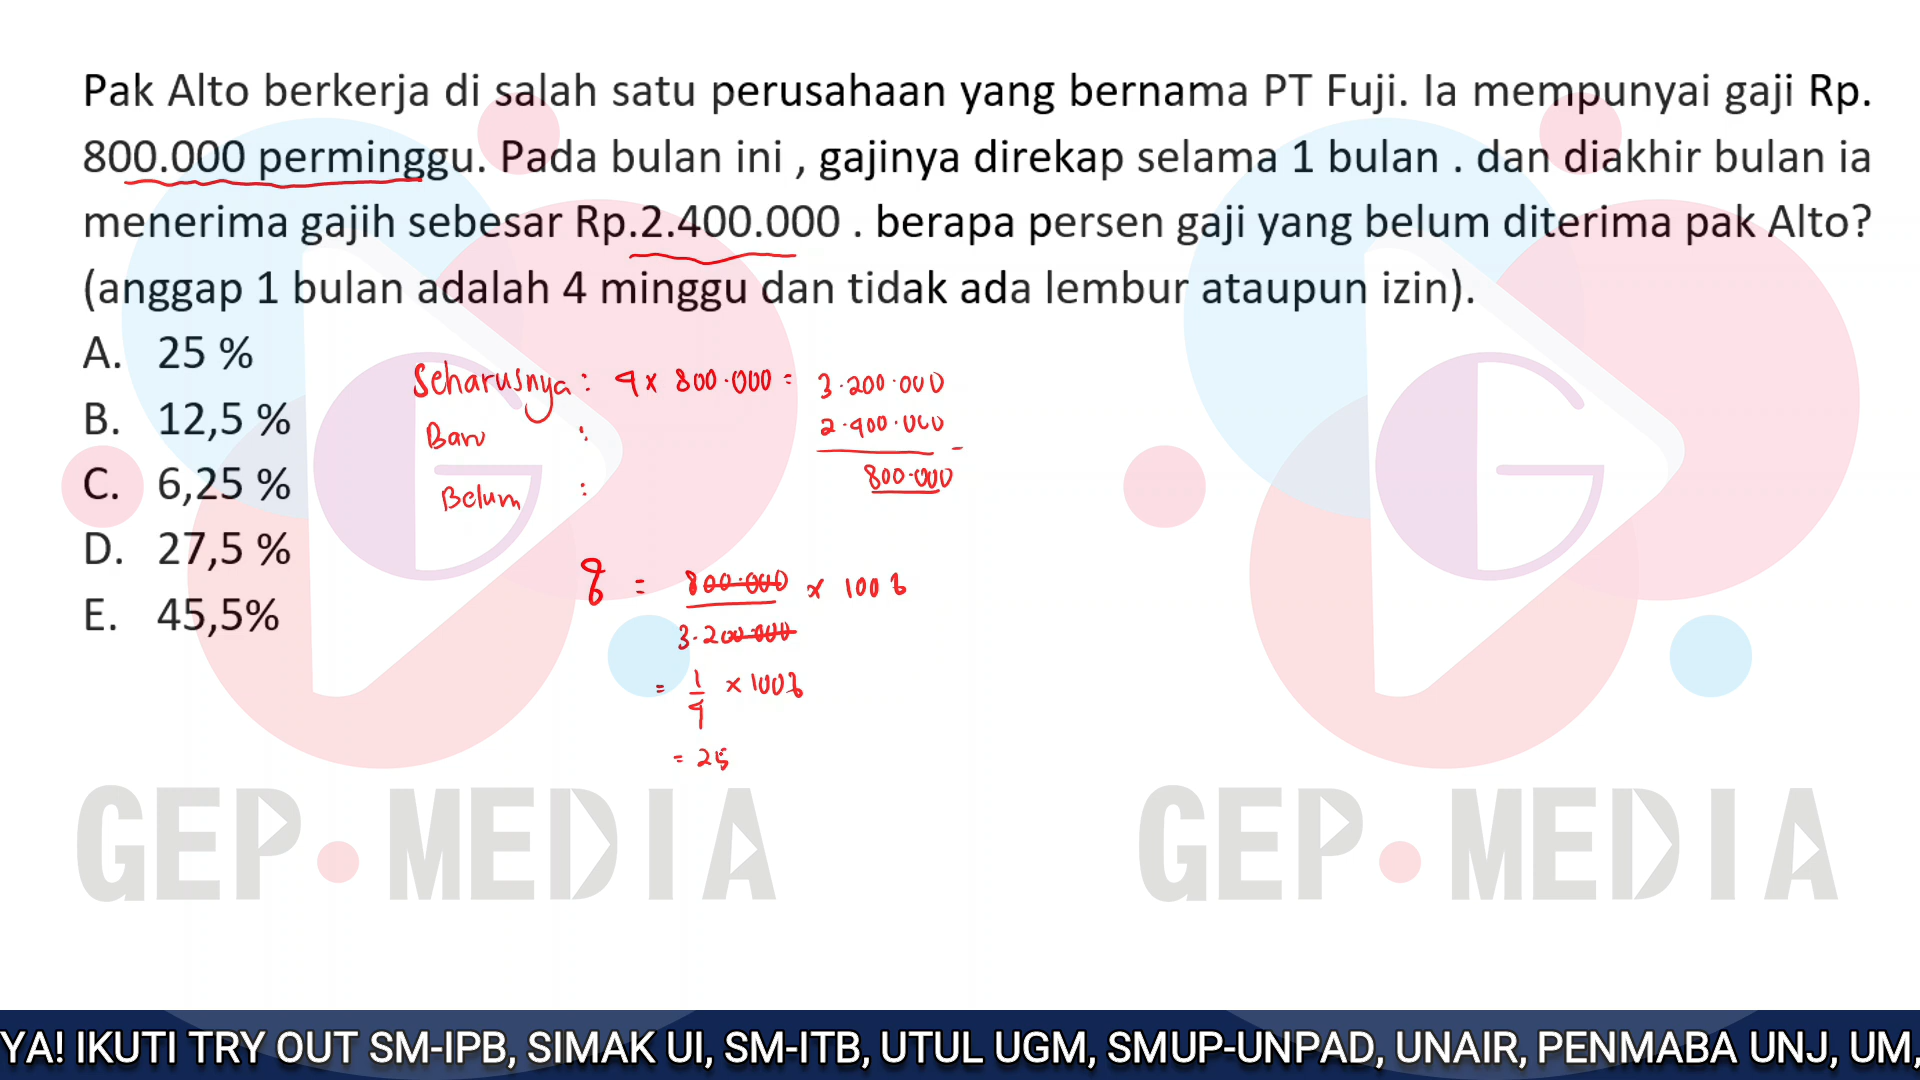 Pak Alto berkerja di salah satu perusahaan yang bernama PT Fuji. Ia mempunyai gaji Rp.
800.000 perminggu. Pada bulan ini , gajinya direkap selama 1 bulan . dan diakhir bulan ia
menerima gajih sebesar Rp.2.400.000 . berapa persen gaji yang belum diterima pak Alto?
(anggap 1 bulan adalah 4 minggu dan tidak ada lembur ataupun izin).
A. 25 %
B. 12,5 %
C. 6,25 %
D. 27,5 %
E. 45,5%
Seharusnya : 4 x 800.000 = 3.200.000
Baru : 2.400.000 -
Belum : 800.000
% = 800.000 x 100 %
3.200.000
= 1 x 100%
4
= 25
GEP MEDIA GEP MEDIA
YA! IKUTI TRY OUT SM-IPB, SIMAK UI, SM-ITB, UTUL UGM, SMUP-UNPAD, UNAIR, PENMABA UNJ, UM,